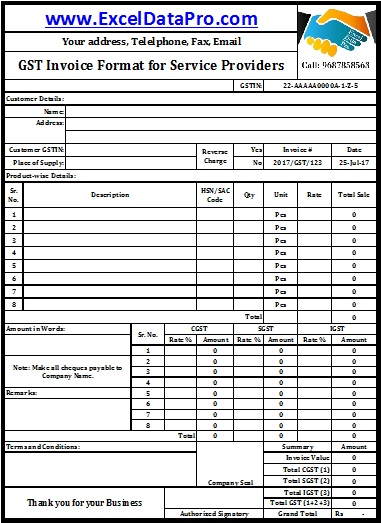 www.ExcelDataPro.com
Your address, Telelphone, Fax, Email
GST Invoice Format for Service Providers
Excel Data Pro
Call: 9687858563
GSTIN: 22-AAAAA0000A-1-Z-5
Customer Details:
Name:
Address:
Customer GSTIN: Reverse Charge Yes Invoice # Date
Place of Supply: No 2017/GST/123 25-Jul-17
Product-wise Details:
Sr. No. Description HSN/SAC Code Qty Unit Rate Total Sale
1 Pcs 0
2 Pcs 0
3 Pcs 0
4 Pcs 0
5 Pcs 0
6 Pcs 0
7 Pcs 0
8 Pcs 0
Total 0
Amount in Words: Sr. No. CGST SGST IGST
Rate % Amount Rate % Amount Rate % Amount
1 0 0 0
2 0 0 0
Note: Make all cheques payable to Company Name.
3 0 0 0
4 0 0 0
Remarks: 5 0 0 0
6 0 0 0
7 0 0 0
8 0 0 0
Total 0 0 0
Terms and Conditions: Summary Amount
Invoice Value 0
Total CGST (1) 0
Total SGST (2) 0
Company Seal Total IGST (3) 0
Thank you for your Business Total GST (1+2+3) 0
Authorized Signatory Grand Total Rs -